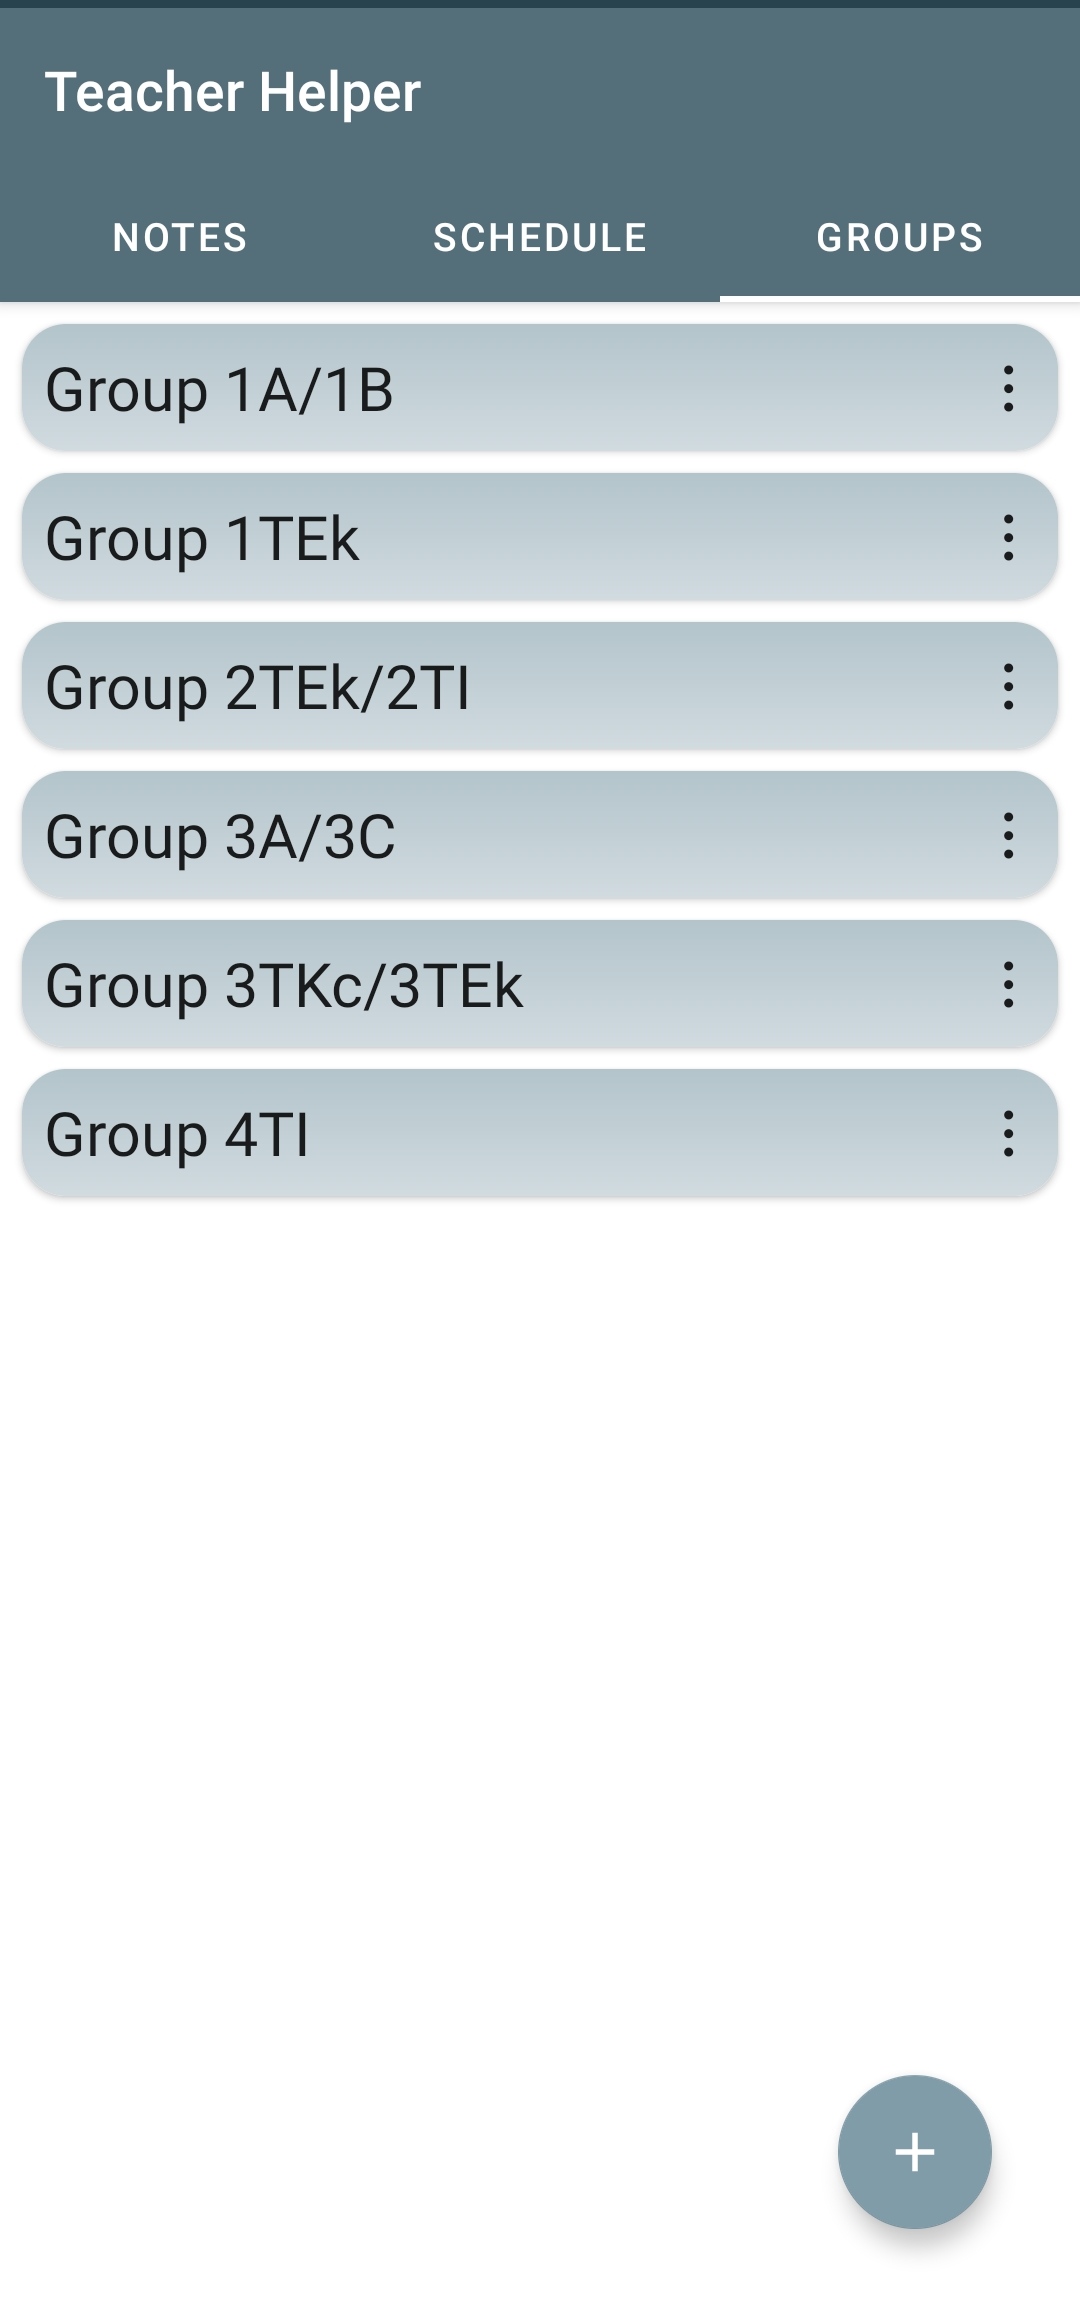 Teacher Helper
NOTES SCHEDULE GROUPS
Group 1A/1B
Group 1TEk
Group 2TEk/2TI
Group 3A/3C
Group 3TKc/3TEk
Group 4TI